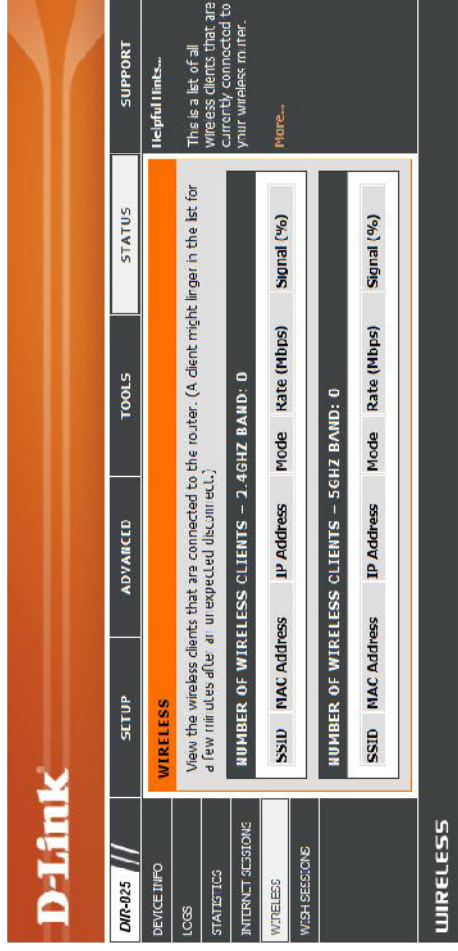 D-Link
DIR-025
SETUP
ADVANCED
TOOLS
STATUS
SUPPORT
DEVICE INFO
LOGS
STATISTICS
INTERNET SESSIONS
WIRELESS
WISH SESSIONS
WIRELESS
View the wireless clients that are connected to the router. (A client might linger in the list for
a few minutes after an unexpected disconnect.)
NUMBER OF WIRELESS CLIENTS - 2.4GHZ BAND: 0
SSID MAC Address IP Address Mode Rate (Mbps) Signal (%)
NUMBER OF WIRELESS CLIENTS - 5GHZ BAND: 0
SSID MAC Address IP Address Mode Rate (Mbps) Signal (%)
Helpful Hints...
This is a list of all
wireless clients that are
currently connected to
your wireless router.
More...
WIRELESS